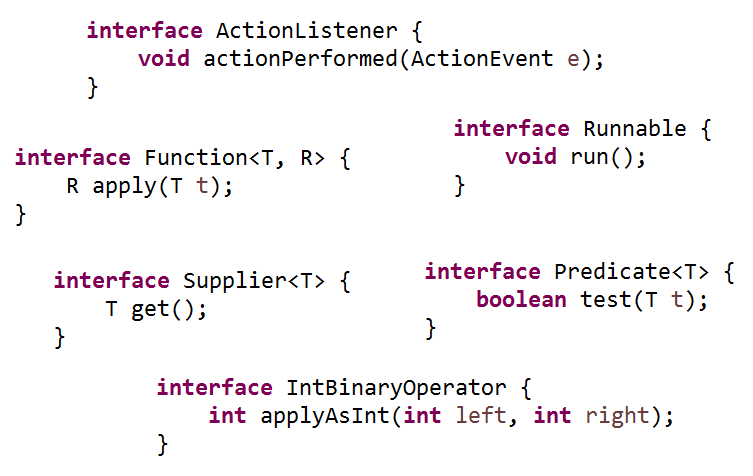 interface ActionListener {
    void actionPerformed(ActionEvent e);
}
interface Function<T, R> {
    R apply(T t);
}
interface Runnable {
    void run();
}
interface Supplier<T> {
    T get();
}
interface Predicate<T> {
    boolean test(T t);
}
interface IntBinaryOperator {
    int applyAsInt(int left, int right);
}